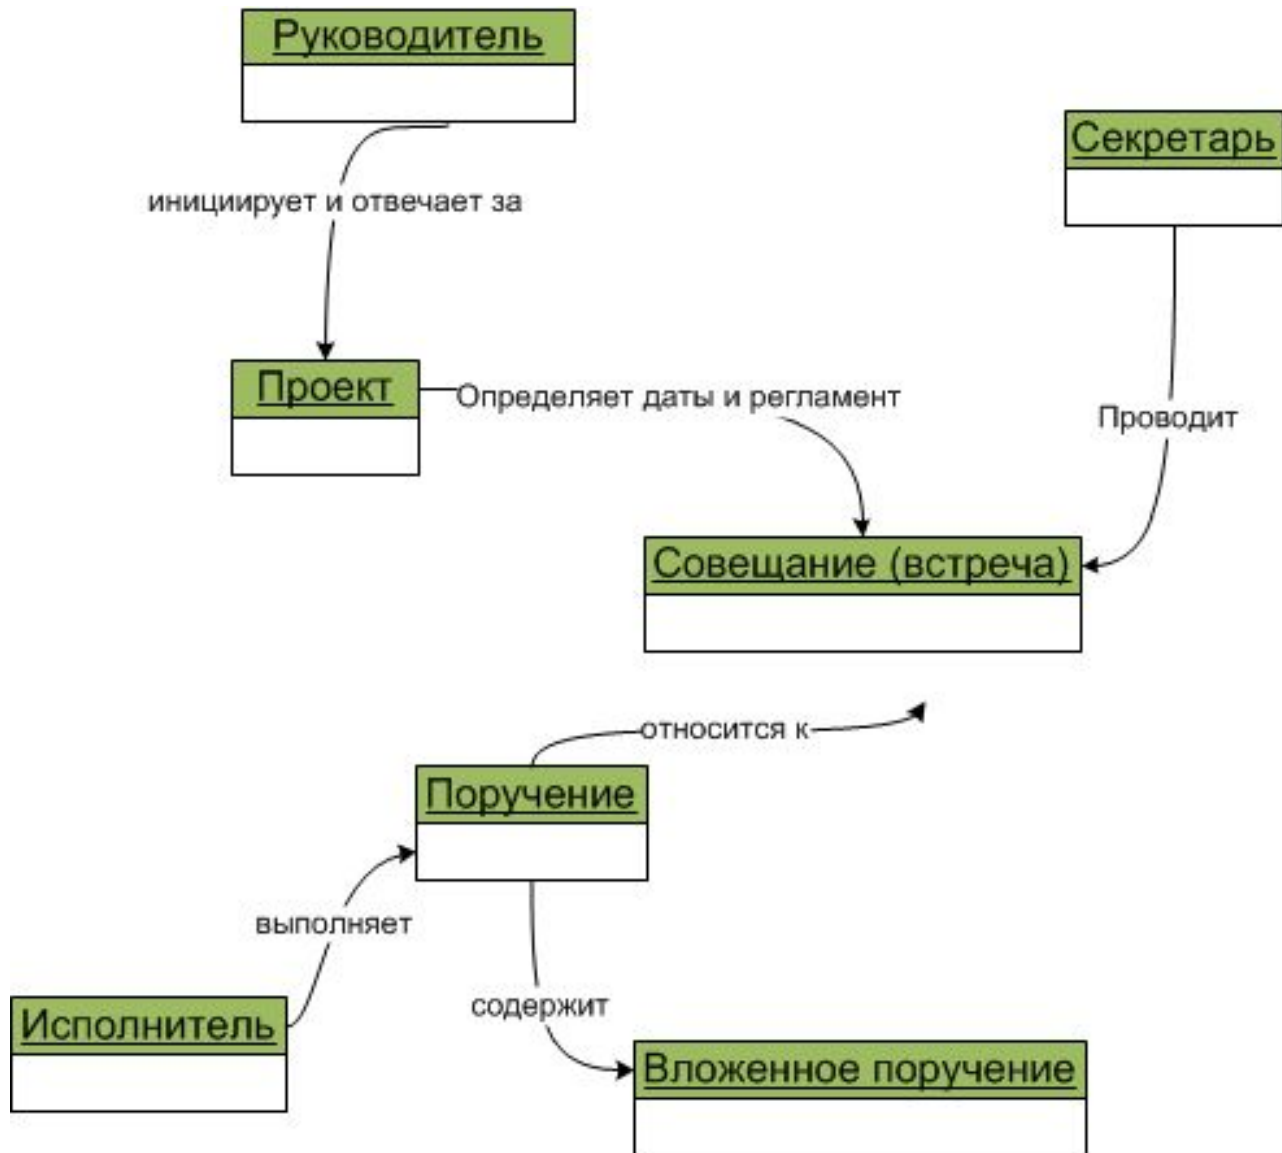 Руководитель
Секретарь
инициирует и отвечает за
Проект
Определяет даты и регламент
Проводит
Совещание (встреча)
относится к
Поручение
выполняет
содержит
Исполнитель
Вложенное поручение